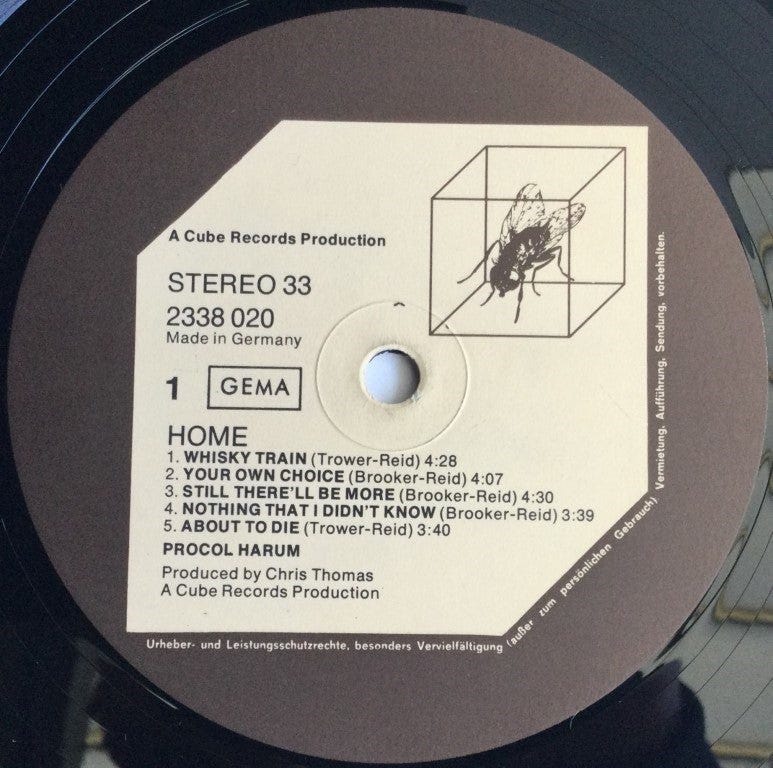 A Cube Records Production
STEREO 33
2338 020
Made in Germany
1 GEMA
HOME
1. WHISKY TRAIN (Trower-Reid) 4:28
2. YOUR OWN CHOICE (Brooker-Reid) 4:07
3. STILL THERE'LL BE MORE (Brooker-Reid) 4:30
4. NOTHING THAT I DIDN'T KNOW (Brooker-Reid) 3:39
5. ABOUT TO DIE (Trower-Reid) 3:40
PROCOL HARUM
Produced by Chris Thomas
A Cube Records Production
Urheber- und Leistungsschutzrechte, besonders Vervielfältigung (außer zum persönlichen Gebrauch) Vermietung, Aufführung, Sendung, vorbehalten.